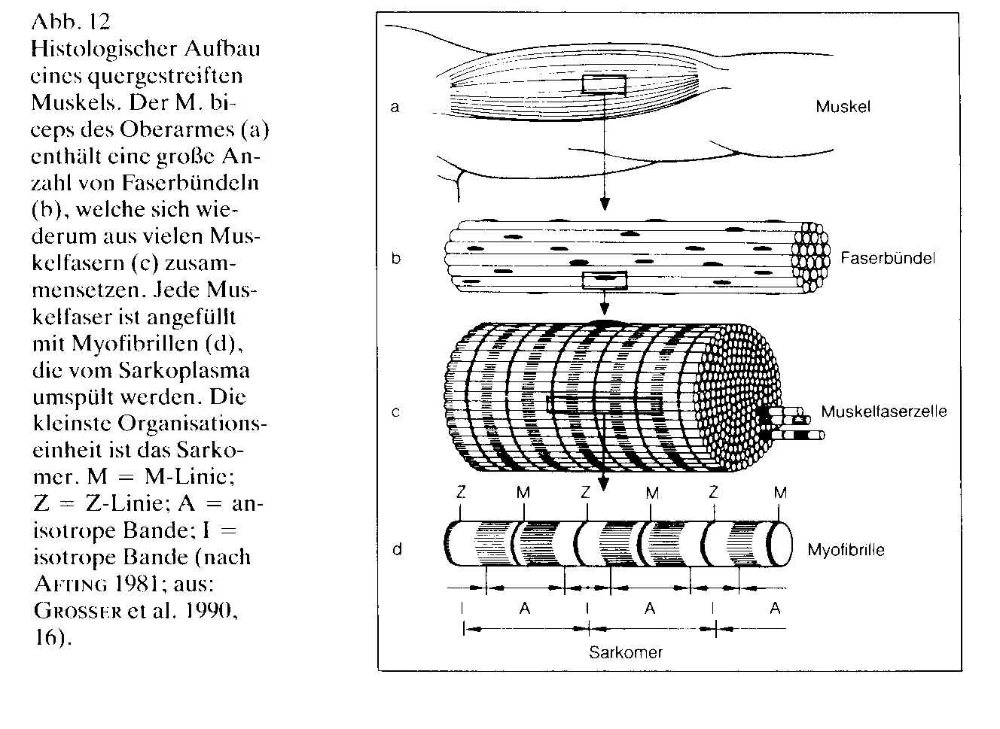 Abb. 12
Histologischer Aufbau
eines quergestreiften
Muskels. Der M. bi-
ceps des Oberarmes (a)
enthält eine große An-
zahl von Faserbündeln
(b), welche sich wie-
derum aus vielen Mus-
kelfasern (c) zusam-
mensetzen. Jede Mus-
kelfaser ist angefüllt
mit Myofibrillen (d),
die vom Sarkoplasma
umspült werden. Die
kleinste Organisations-
einheit ist das Sarko-
mer. M = M-Linie;
Z = Z-Linie; A = an-
isotrope Bande; I =
isotrope Bande (nach
AFTING 1981; aus:
GROSSER et al. 1990,
16).
a Muskel
b Faserbündel
c Muskelfaserzelle
Z M Z M Z M
d Myofibrille
I A I A I A
Sarkomer